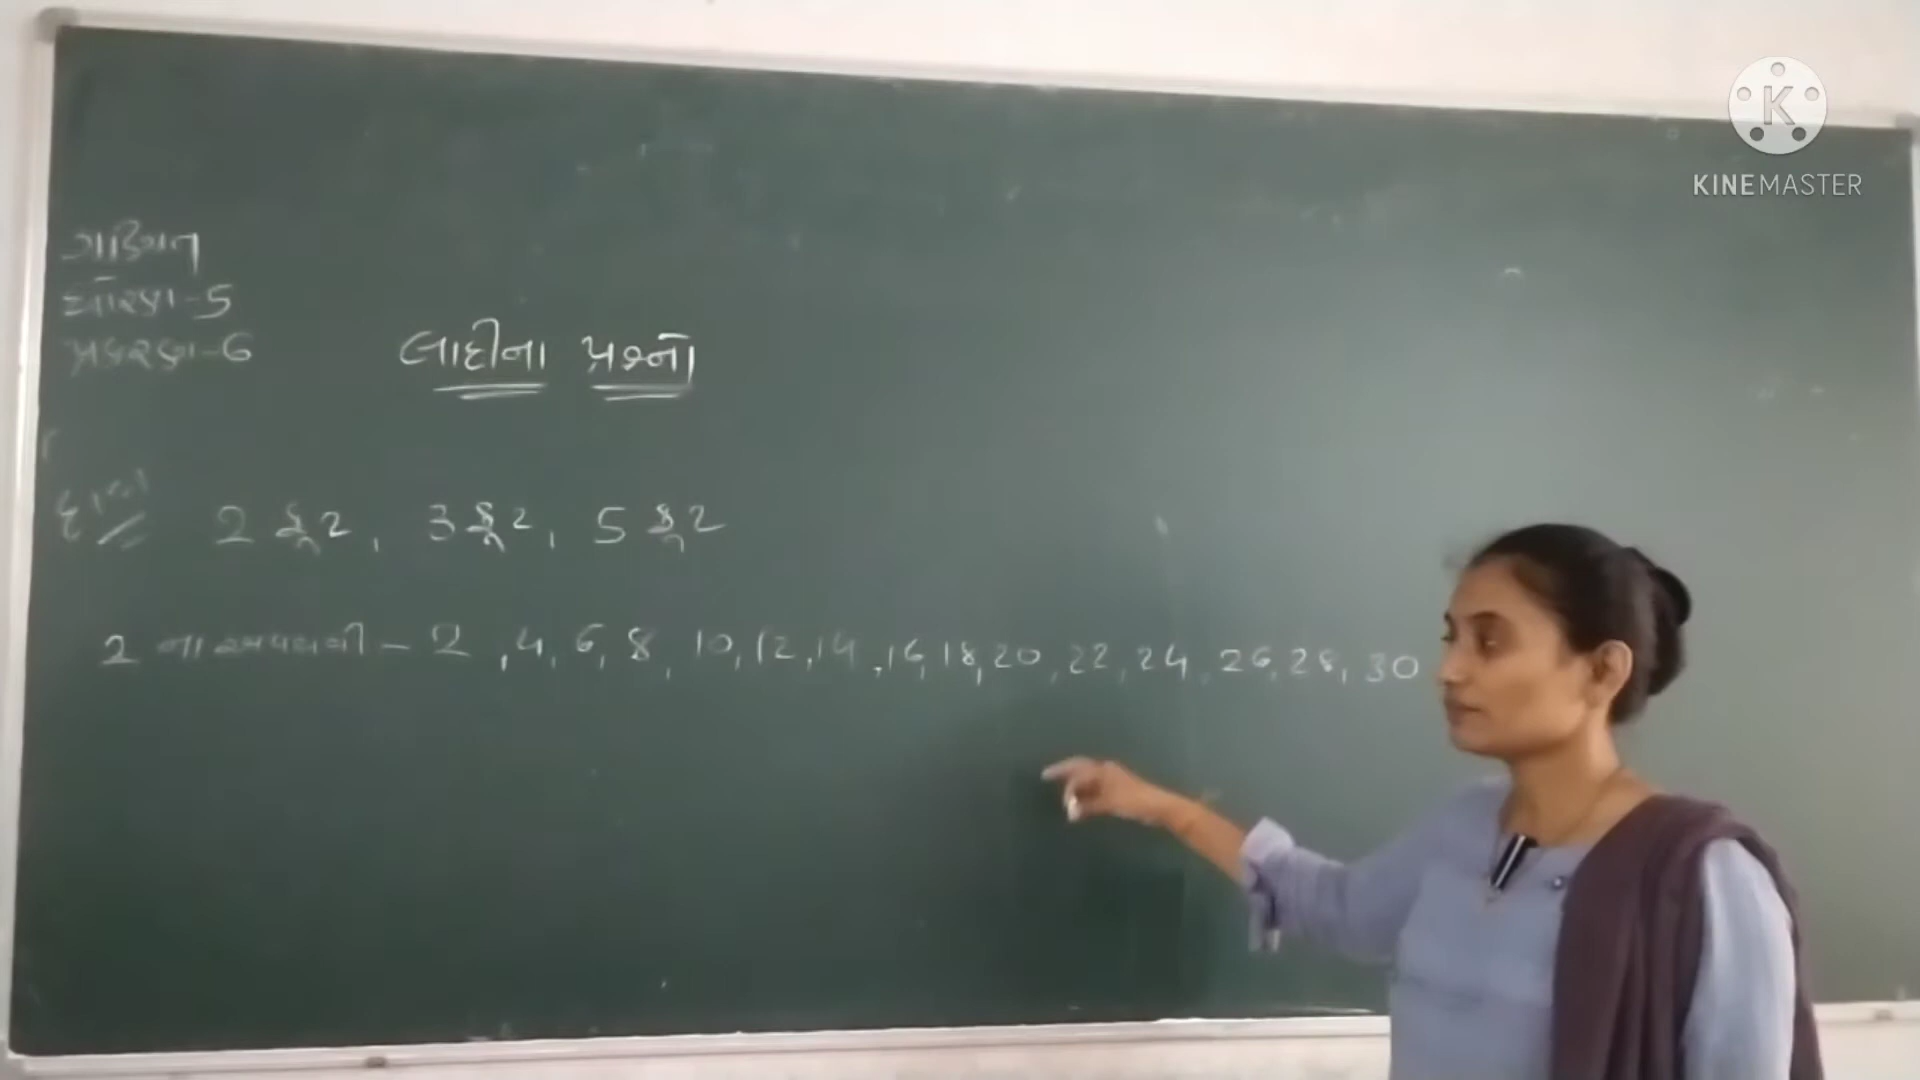 ગણિત
ધોરણ-5
પ્રકરણ-6
લાદીના પ્રશ્નો
દા.ત.
2 ફૂટ, 3 ફૂટ, 5 ફૂટ
2 ના અવયવી - 2, 4, 6, 8, 10, 12, 14, 16, 18, 20, 22, 24, 26, 28, 30
KINEMASTER